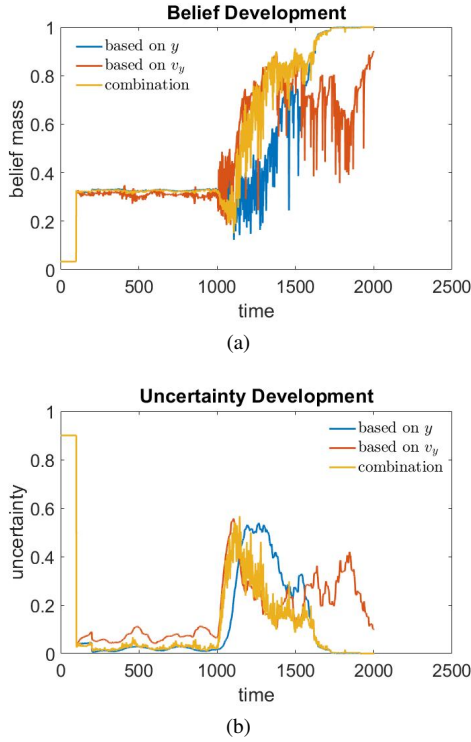 Belief Development
1
0.8
0.6
0.4
0.2
0
belief mass
based on y
based on v_y
combination
0 500 1000 1500 2000 2500
time
(a)
Uncertainty Development
1
0.8
0.6
0.4
0.2
0
uncertainty
based on y
based on v_y
combination
0 500 1000 1500 2000 2500
time
(b)